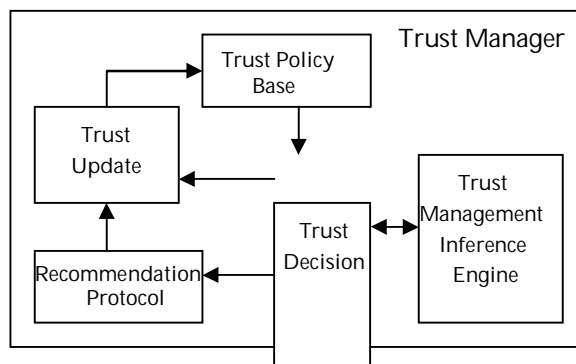 Trust Manager
Trust Policy
Base
Trust
Update
Trust
Management
Inference
Engine
Trust
Decision
Recommendation
Protocol